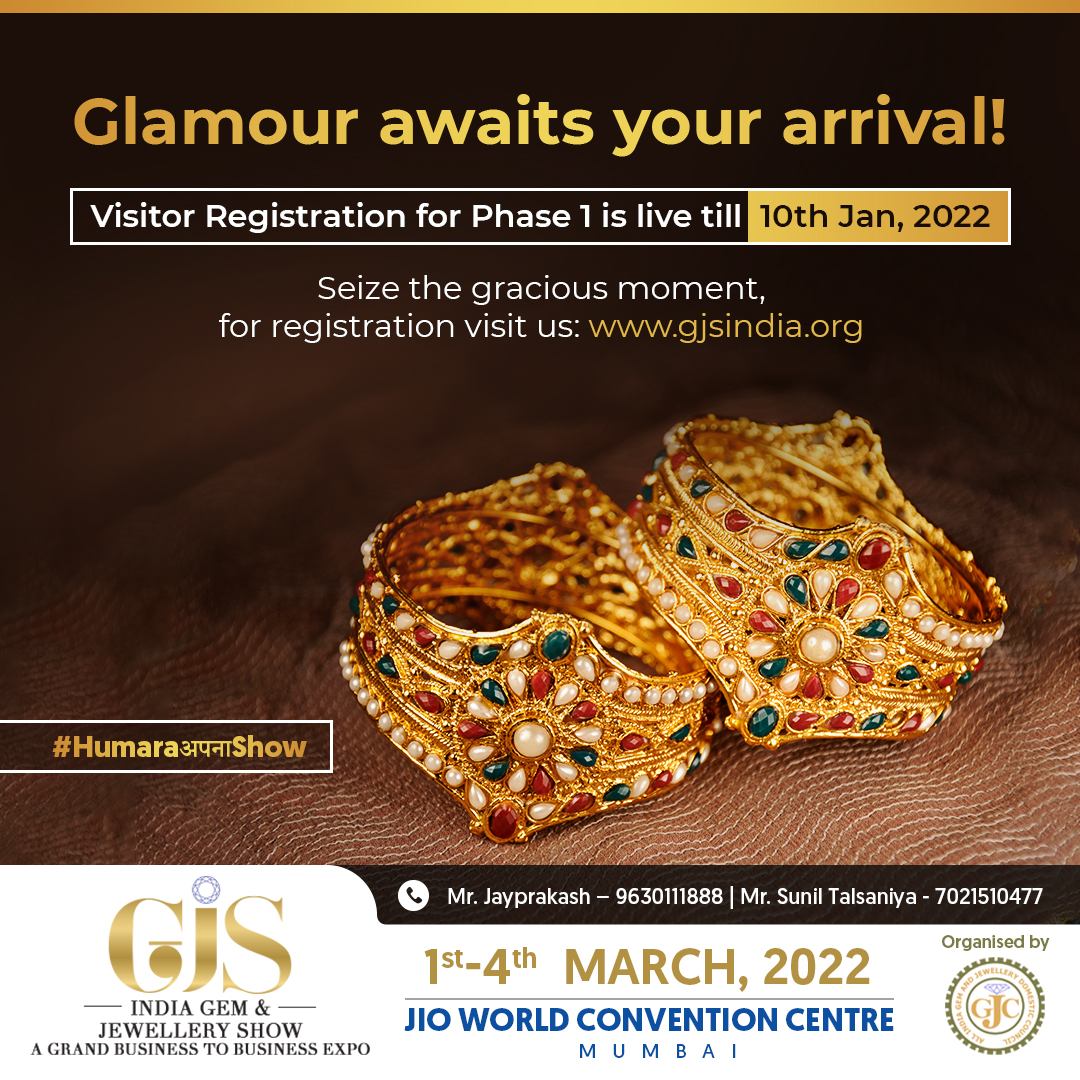 Glamour awaits your arrival!
Visitor Registration for Phase 1 is live till 10th Jan, 2022
Seize the gracious moment,
for registration visit us: www.gjsindia.org
#HumaraअपनाShow
Mr. Jayprakash – 9630111888 | Mr. Sunil Talsaniya - 7021510477
GJS
INDIA GEM &
JEWELLERY SHOW
A GRAND BUSINESS TO BUSINESS EXPO
1st-4th MARCH, 2022
JIO WORLD CONVENTION CENTRE
MUMBAI
Organised by
ALL INDIA GEM AND JEWELLERY DOMESTIC COUNCIL
GJC